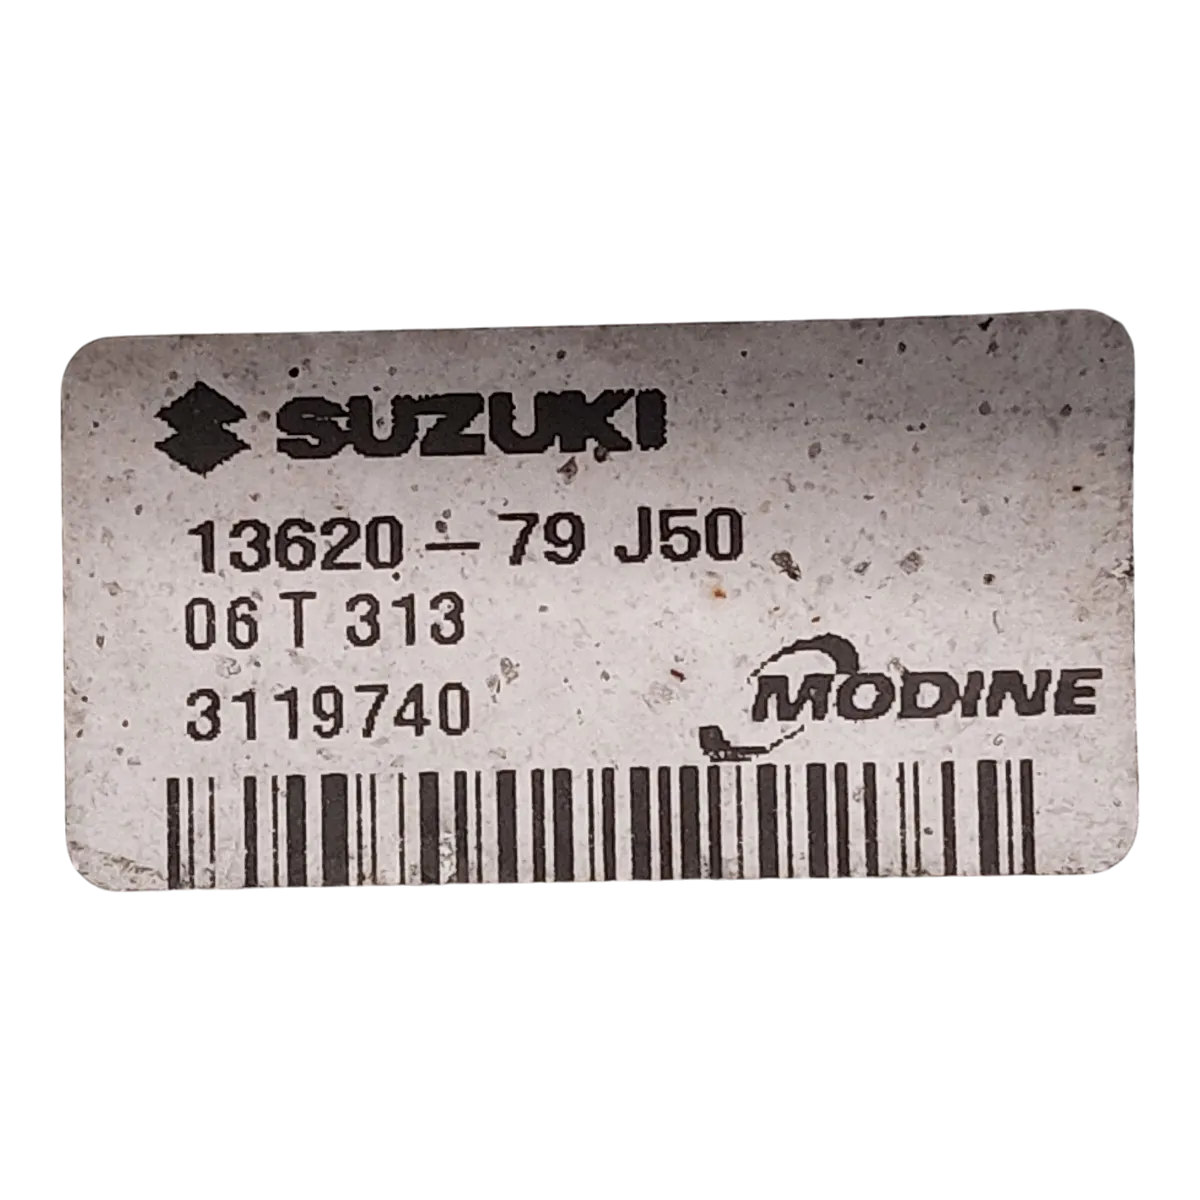 SUZUKI
13620-79 J50
06 T 313
3119740
MODINE